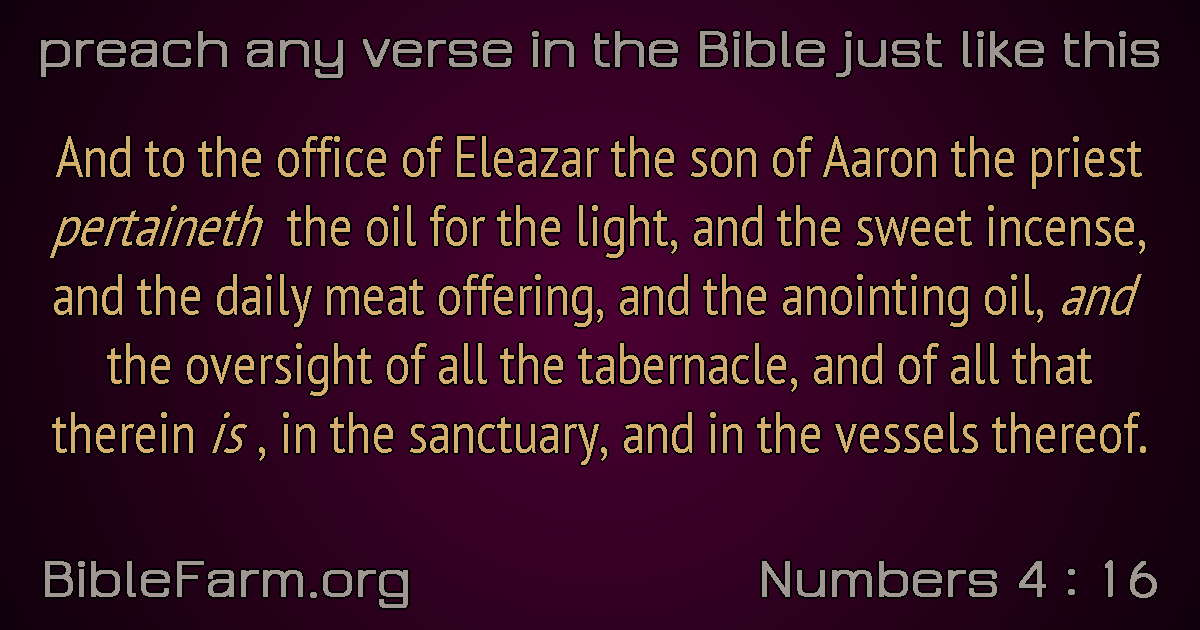 preach any verse in the Bible just like this
And to the office of Eleazar the son of Aaron the priest
pertaineth the oil for the light, and the sweet incense,
and the daily meat offering, and the anointing oil, and
the oversight of all the tabernacle, and of all that
therein is , in the sanctuary, and in the vessels thereof.
BibleFarm.org
Numbers 4 : 16